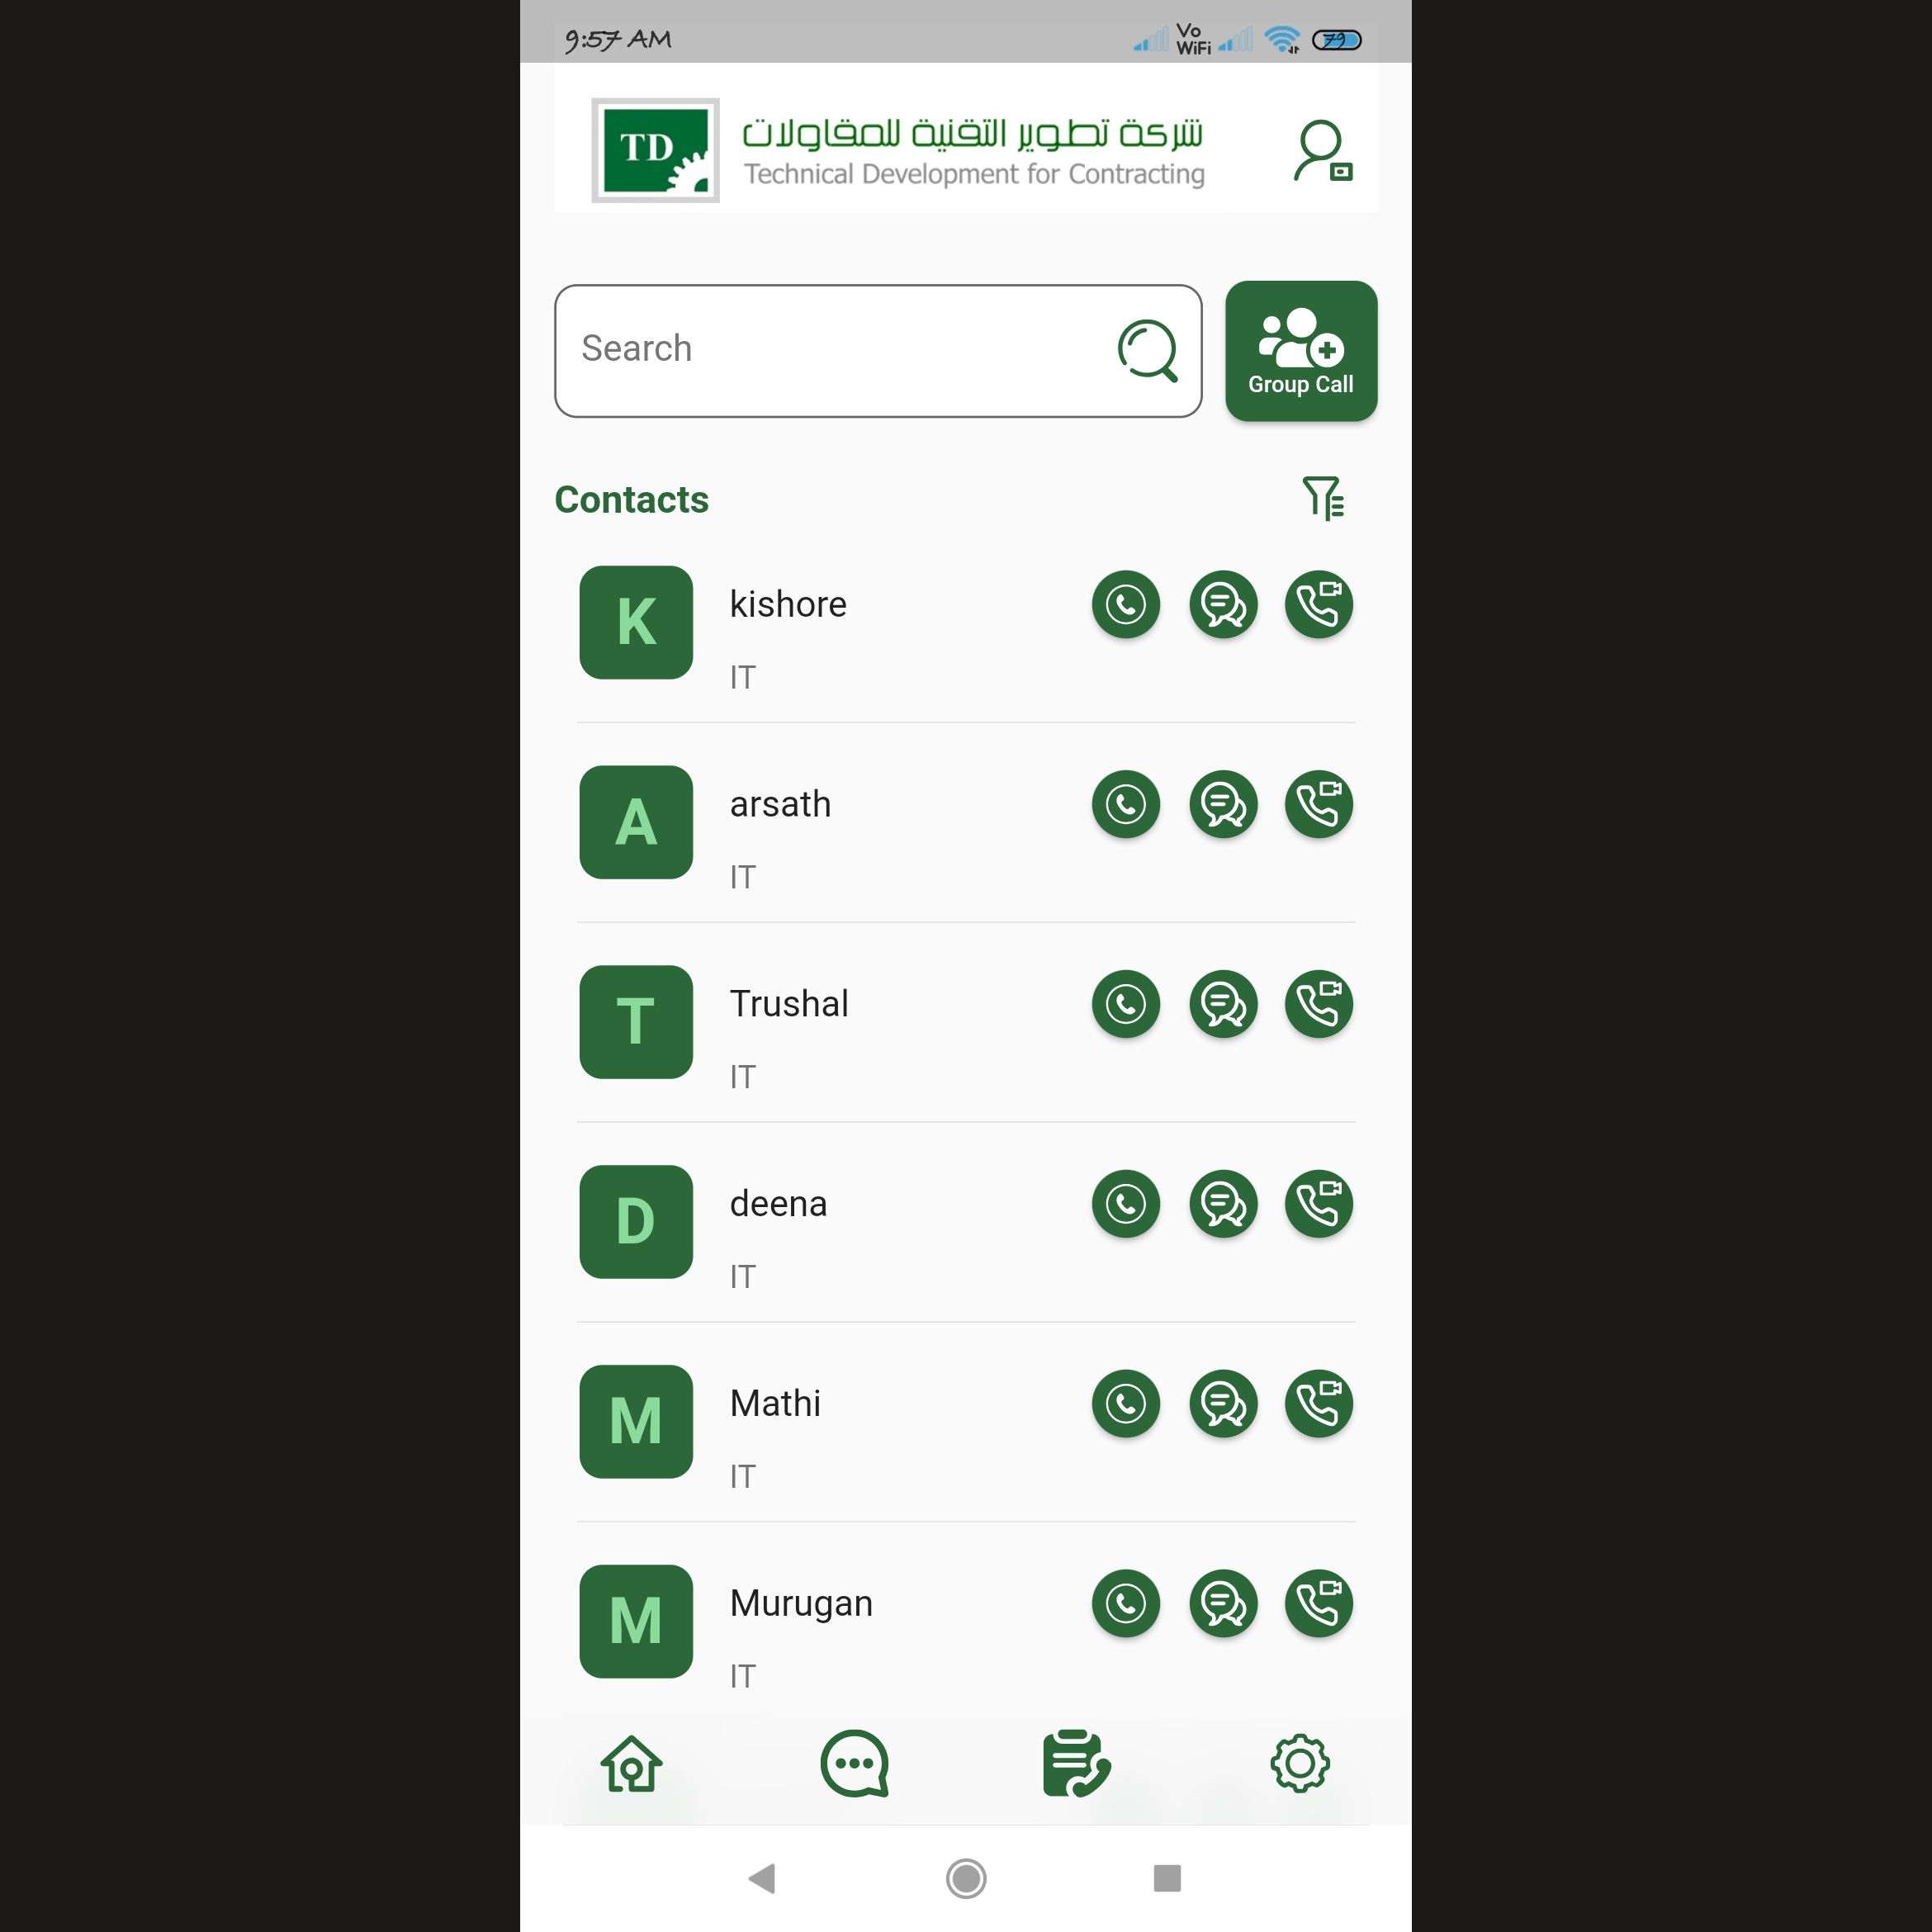 9:57 AM
Vo
WiFi
79
TD
شركة تطوير التقنية للمقاولات
Technical Development for Contracting
Search
Group Call
Contacts
K
kishore
IT
A
arsath
IT
T
Trushal
IT
D
deena
IT
M
Mathi
IT
M
Murugan
IT